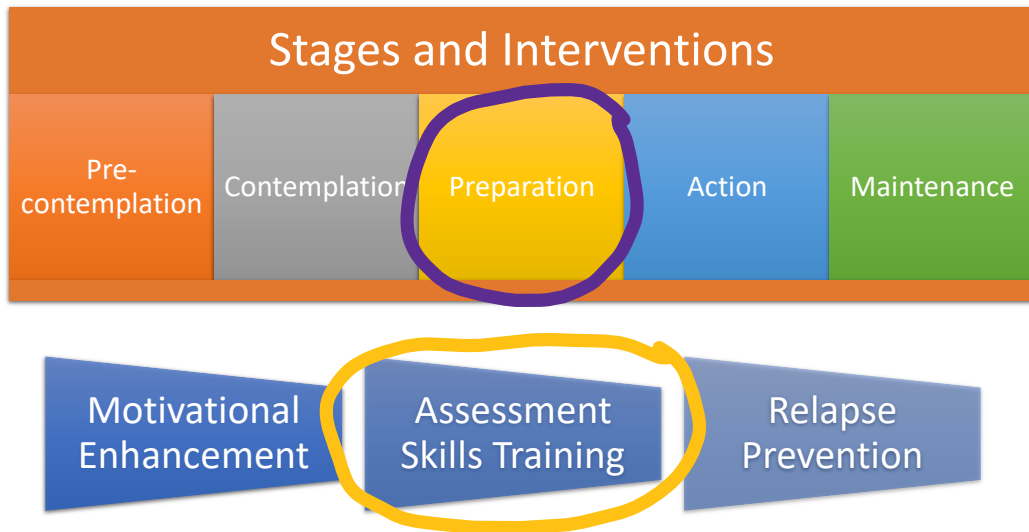 Stages and Interventions
Pre-
contemplation
Contemplation
Preparation
Action
Maintenance
Motivational
Enhancement
Assessment
Skills Training
Relapse
Prevention